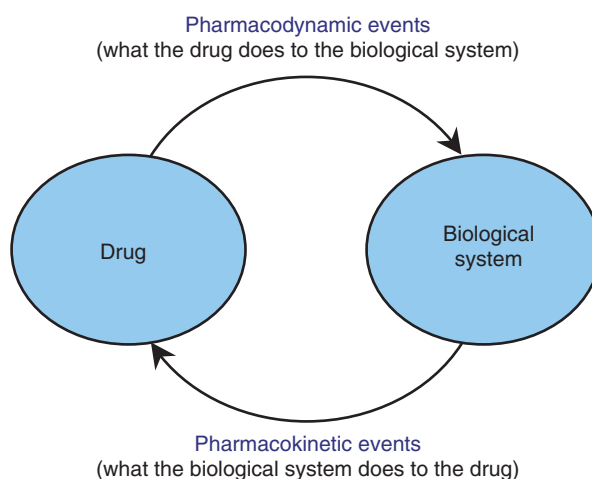 Pharmacodynamic events
(what the drug does to the biological system)
Drug
Biological
system
Pharmacokinetic events
(what the biological system does to the drug)